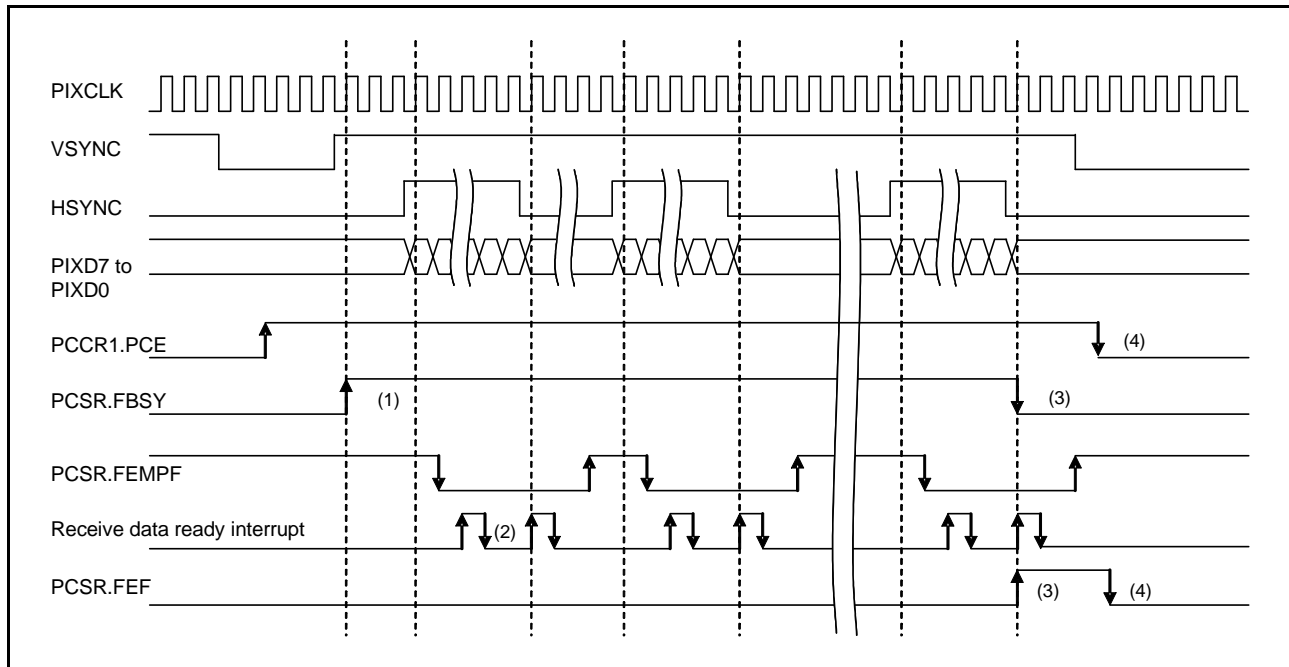 PIXCLK
VSYNC
HSYNC
PIXD7 to
PIXD0
PCCR1.PCE
(4)
PCSR.FBSY
(1)
(3)
PCSR.FEMPF
Receive data ready interrupt
(2)
PCSR.FEF
(3)
(4)